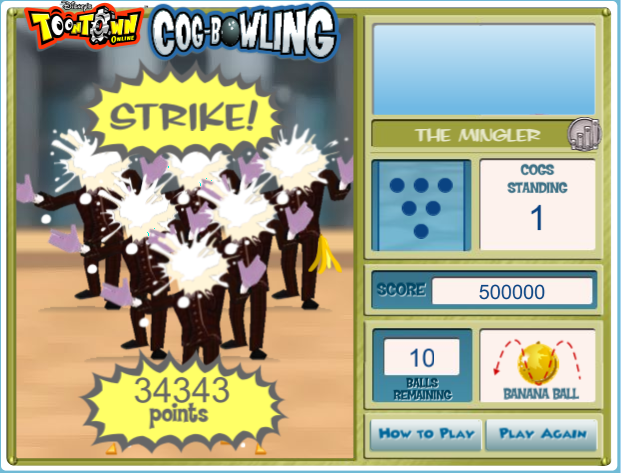 Disney's
TOONTOWN
ONLINE
COG-BOWLING
STRIKE!
34343
points
THE MINGLER
COGS
STANDING
1
SCORE 500000
10
BALLS
REMAINING
BANANA BALL
HOW TO PLAY
PLAY AGAIN